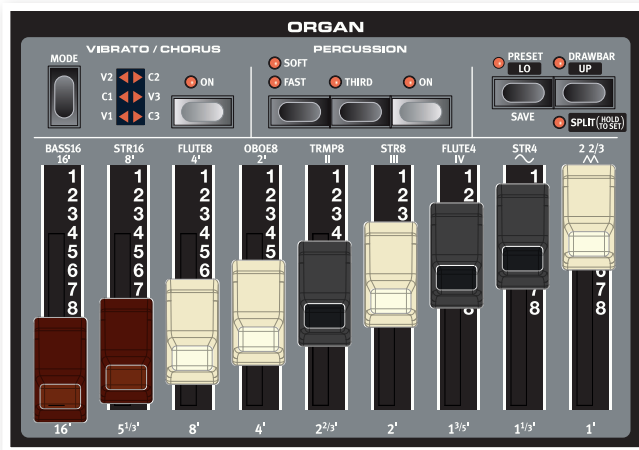 ORGAN
VIBRATO / CHORUS
PERCUSSION
MODE
V2 C2
C1 V3
V1 C3
ON
SOFT
FAST
THIRD
ON
PRESET
LO
SAVE
DRAWBAR
UP
SPLIT (HOLD TO SET)
BASS16 STR16 FLUTE8 OBOE8 TRMP8 STR8 FLUTE4 STR4 2 2/3
16' 8' 4' 2' II III IV
1 1 1 1 1 1 1 1
2 2 2 2 2 2 2
3 3 3 3 3 3
4 4 4 4 4
5 5 5
6 6 6 6
7 7 7 7
8 8 8 8
16' 5 1/3' 8' 4' 2 2/3' 2' 1 3/5' 1 1/3' 1'